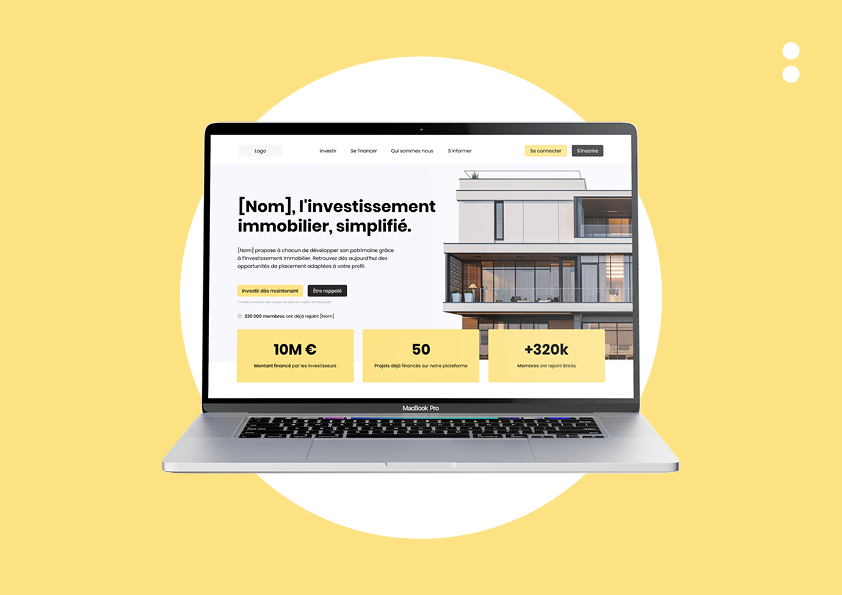 Logo
Investir
Se financer
Qui sommes nous
S'informer
Se connecter
S'inscrire
[Nom], l'investissement
immobilier, simplifié.
[Nom] propose à chacun de développer son patrimoine grâce
à l'investissement immobilier. Retrouvez dès aujourd'hui des
opportunités de placement adaptées à votre profil.
Investir dès maintenant
Être rappelé
220 000 membres ont déjà rejoint [Nom]
10M €
Montant financé par les investisseurs
50
Projets déjà financés sur notre plateforme
+320k
Membres ont rejoint Bricks
MacBook Pro